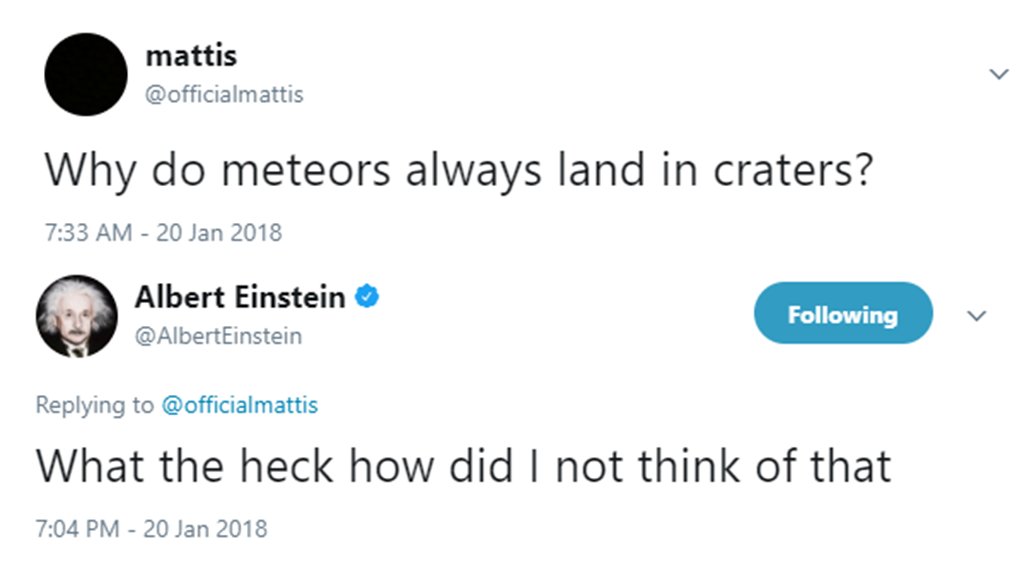 mattis
@officialmattis
Why do meteors always land in craters?
7:33 AM - 20 Jan 2018
Albert Einstein
@AlbertEinstein
Following
Replying to @officialmattis
What the heck how did I not think of that
7:04 PM - 20 Jan 2018